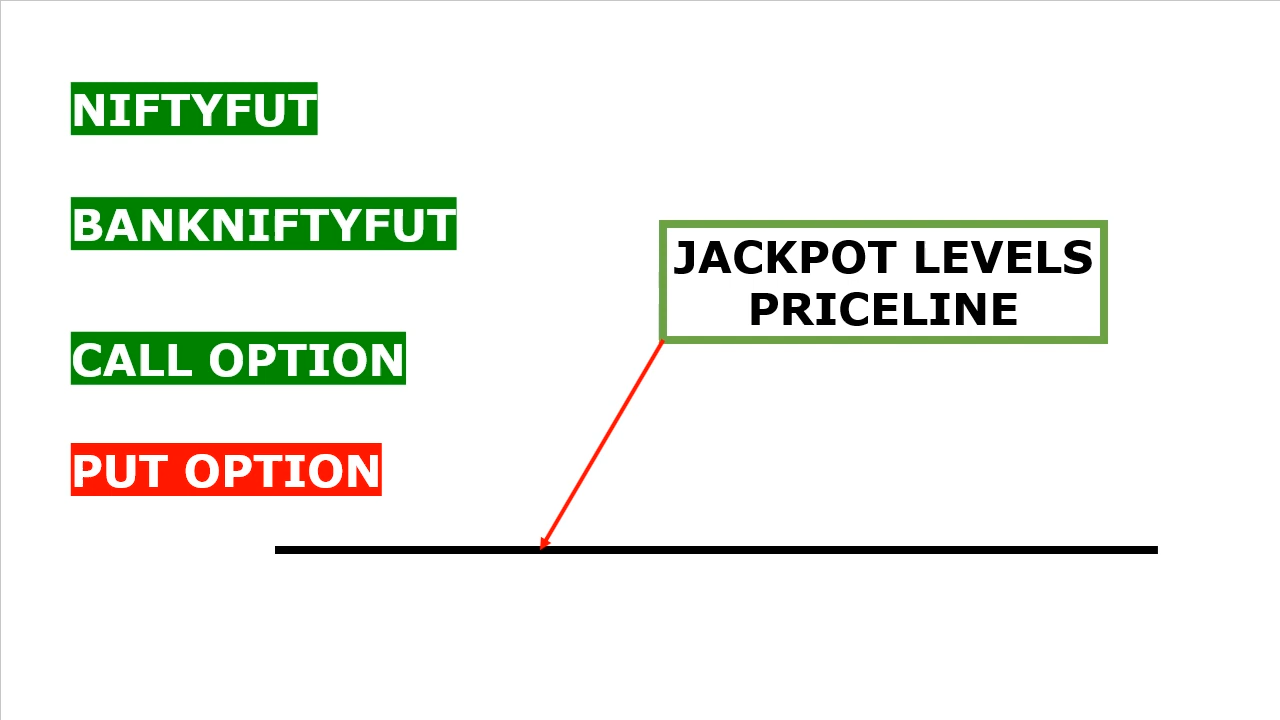 NIFTYFUT
BANKNIFTYFUT
JACKPOT LEVELS
PRICELINE
CALL OPTION
PUT OPTION